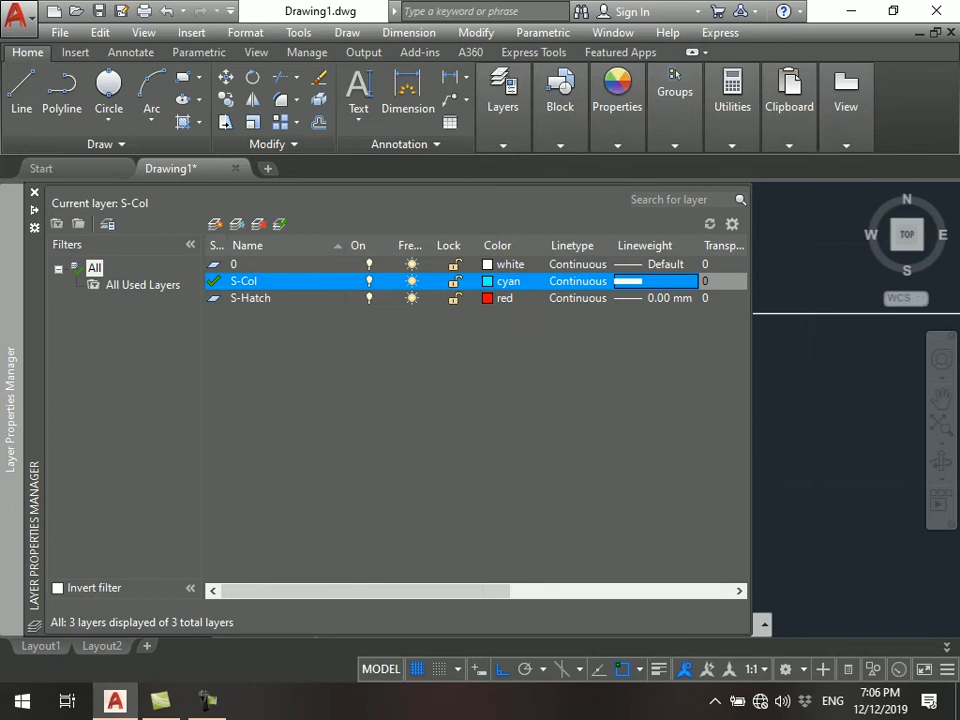 Drawing1.dwg
Type a keyword or phrase
Sign In
File Edit View Insert Format Tools Draw Dimension Modify Parametric Window Help Express
Home Insert Annotate Parametric View Manage Output Add-ins A360 Express Tools Featured Apps
Line Polyline Circle Arc Text Dimension Layers Block Properties Groups Utilities Clipboard View
Draw Modify Annotation
Start Drawing1*
Current layer: S-Col
Search for layer
Filters
S... Name On Fre... Lock Color Linetype Lineweight Transp...
All
All Used Layers
0 white Continuous Default 0
S-Col cyan Continuous 0
S-Hatch red Continuous 0.00 mm 0
N
W TOP E
S
WCS
Layer Properties Manager
LAYER PROPERTIES MANAGER
Invert filter
All: 3 layers displayed of 3 total layers
Layout1 Layout2
MODEL 1:1
ENG 7:06 PM
12/12/2019